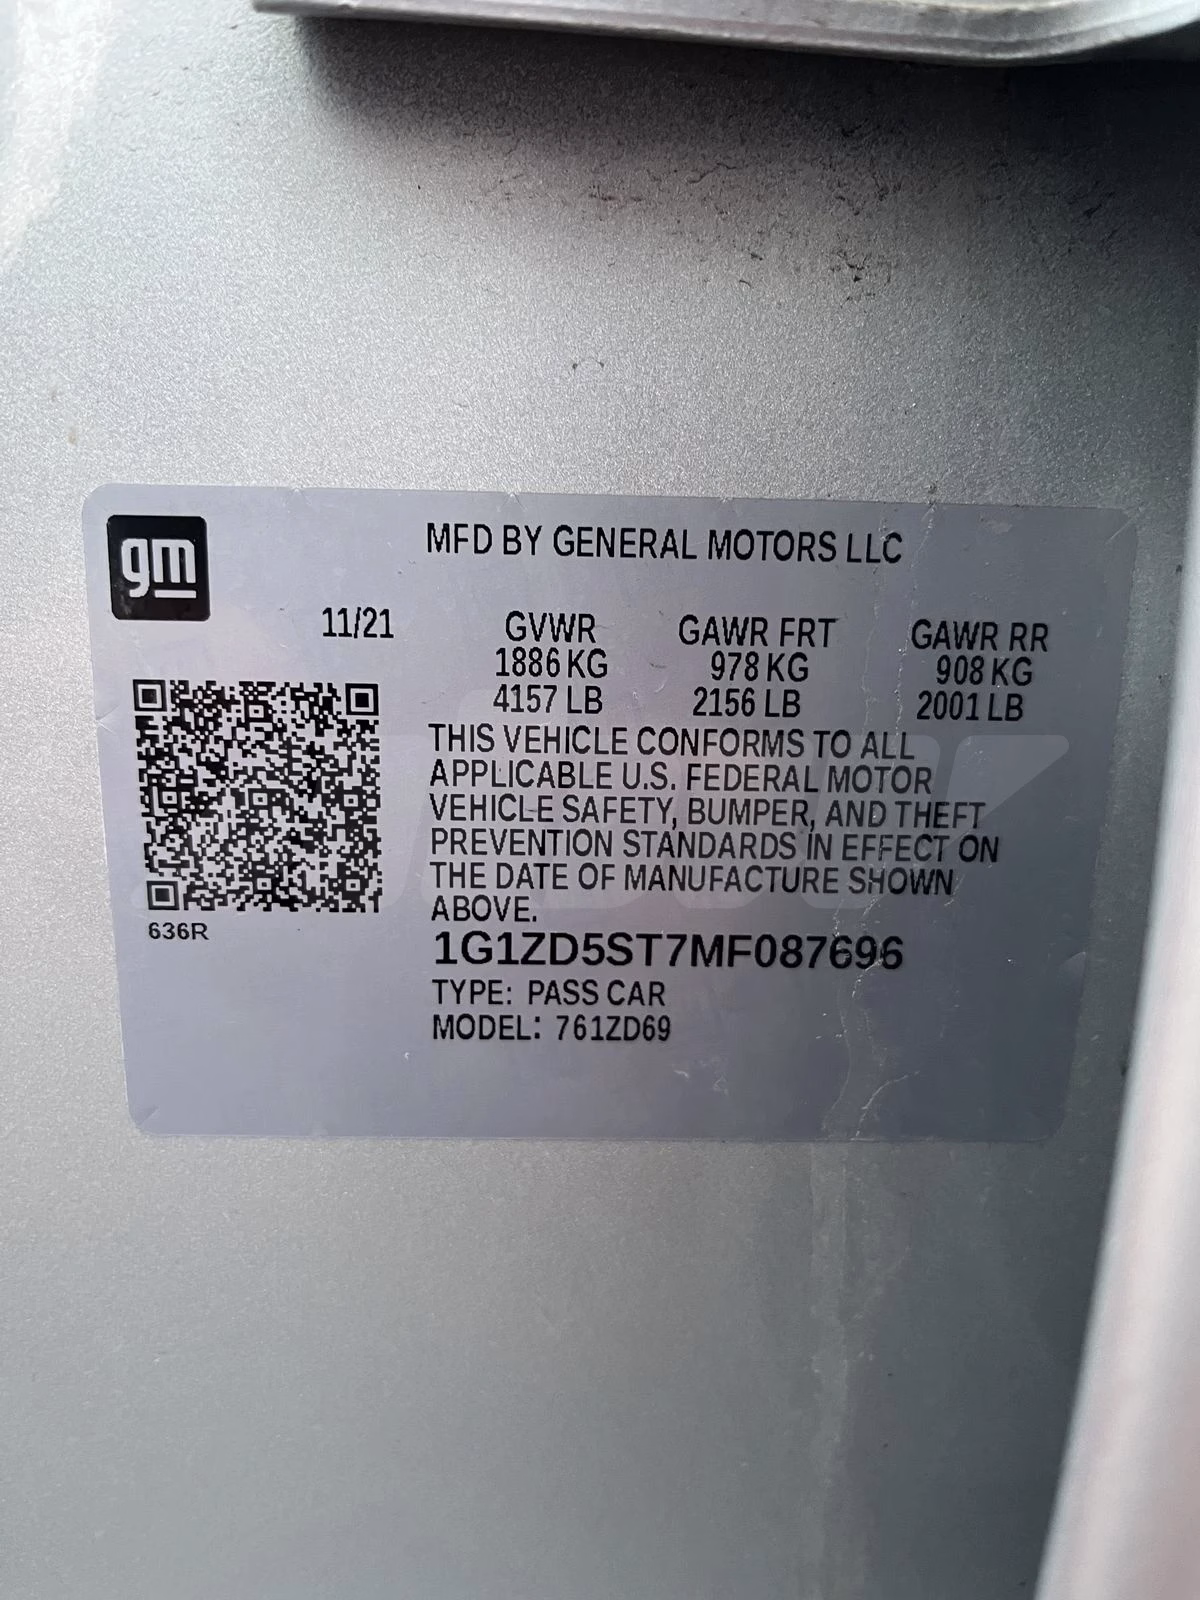 gm
MFD BY GENERAL MOTORS LLC
11/21 GVWR GAWR FRT GAWR RR
1886 KG 978 KG 908 KG
4157 LB 2156 LB 2001 LB
THIS VEHICLE CONFORMS TO ALL
APPLICABLE U.S. FEDERAL MOTOR
VEHICLE SAFETY, BUMPER, AND THEFT
PREVENTION STANDARDS IN EFFECT ON
THE DATE OF MANUFACTURE SHOWN
ABOVE.
636R
1G1ZD5ST7MF087696
TYPE: PASS CAR
MODEL: 761ZD69